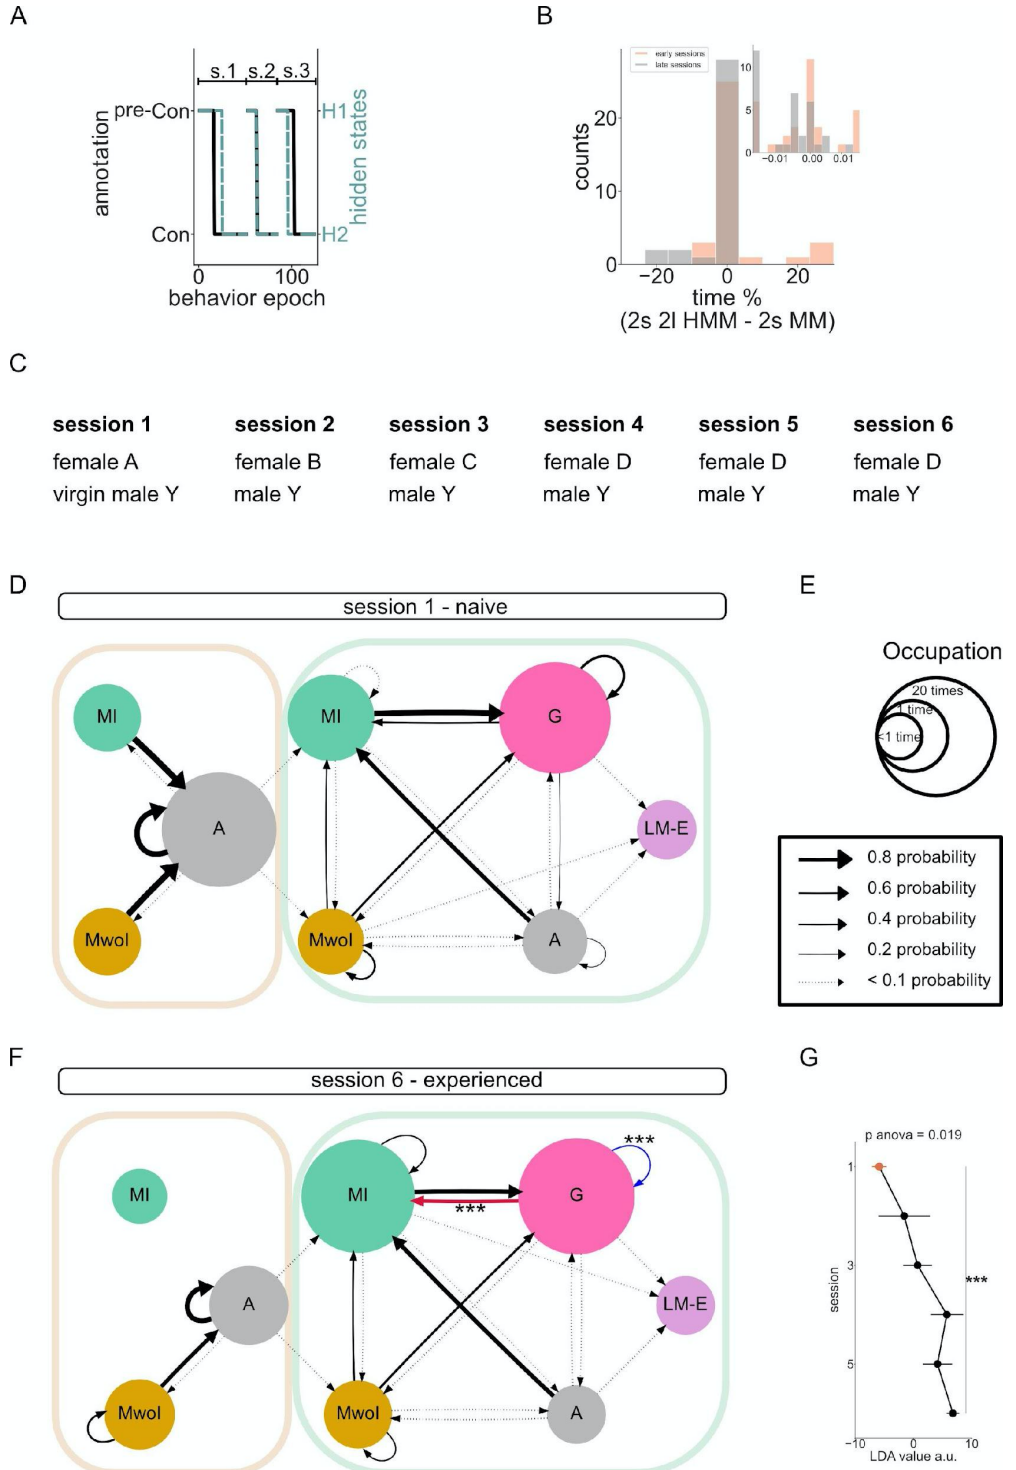 A
s.1 s.2 s.3
pre-Con
Con
annotation
H1
H2
hidden states
0 100
behavior epoch
B
early sessions
late sessions
10
5
0
−0.01 0.00 0.01
20
10
0
counts
−20 0 20
time %
(2s 2l HMM - 2s MM)
C
session 1 session 2 session 3 session 4 session 5 session 6
female A female B female C female D female D female D
virgin male Y male Y male Y male Y male Y male Y
D
session 1 - naive
MI MI G
A LM-E
Mwol Mwol A
E
Occupation
20 times
1 time
<1 time
0.8 probability
0.6 probability
0.4 probability
0.2 probability
< 0.1 probability
F
session 6 - experienced
***
MI MI G
***
A LM-E
Mwol Mwol A
G
p anova = 0.019
1
3
5
session
***
−10 0 10
LDA value a.u.